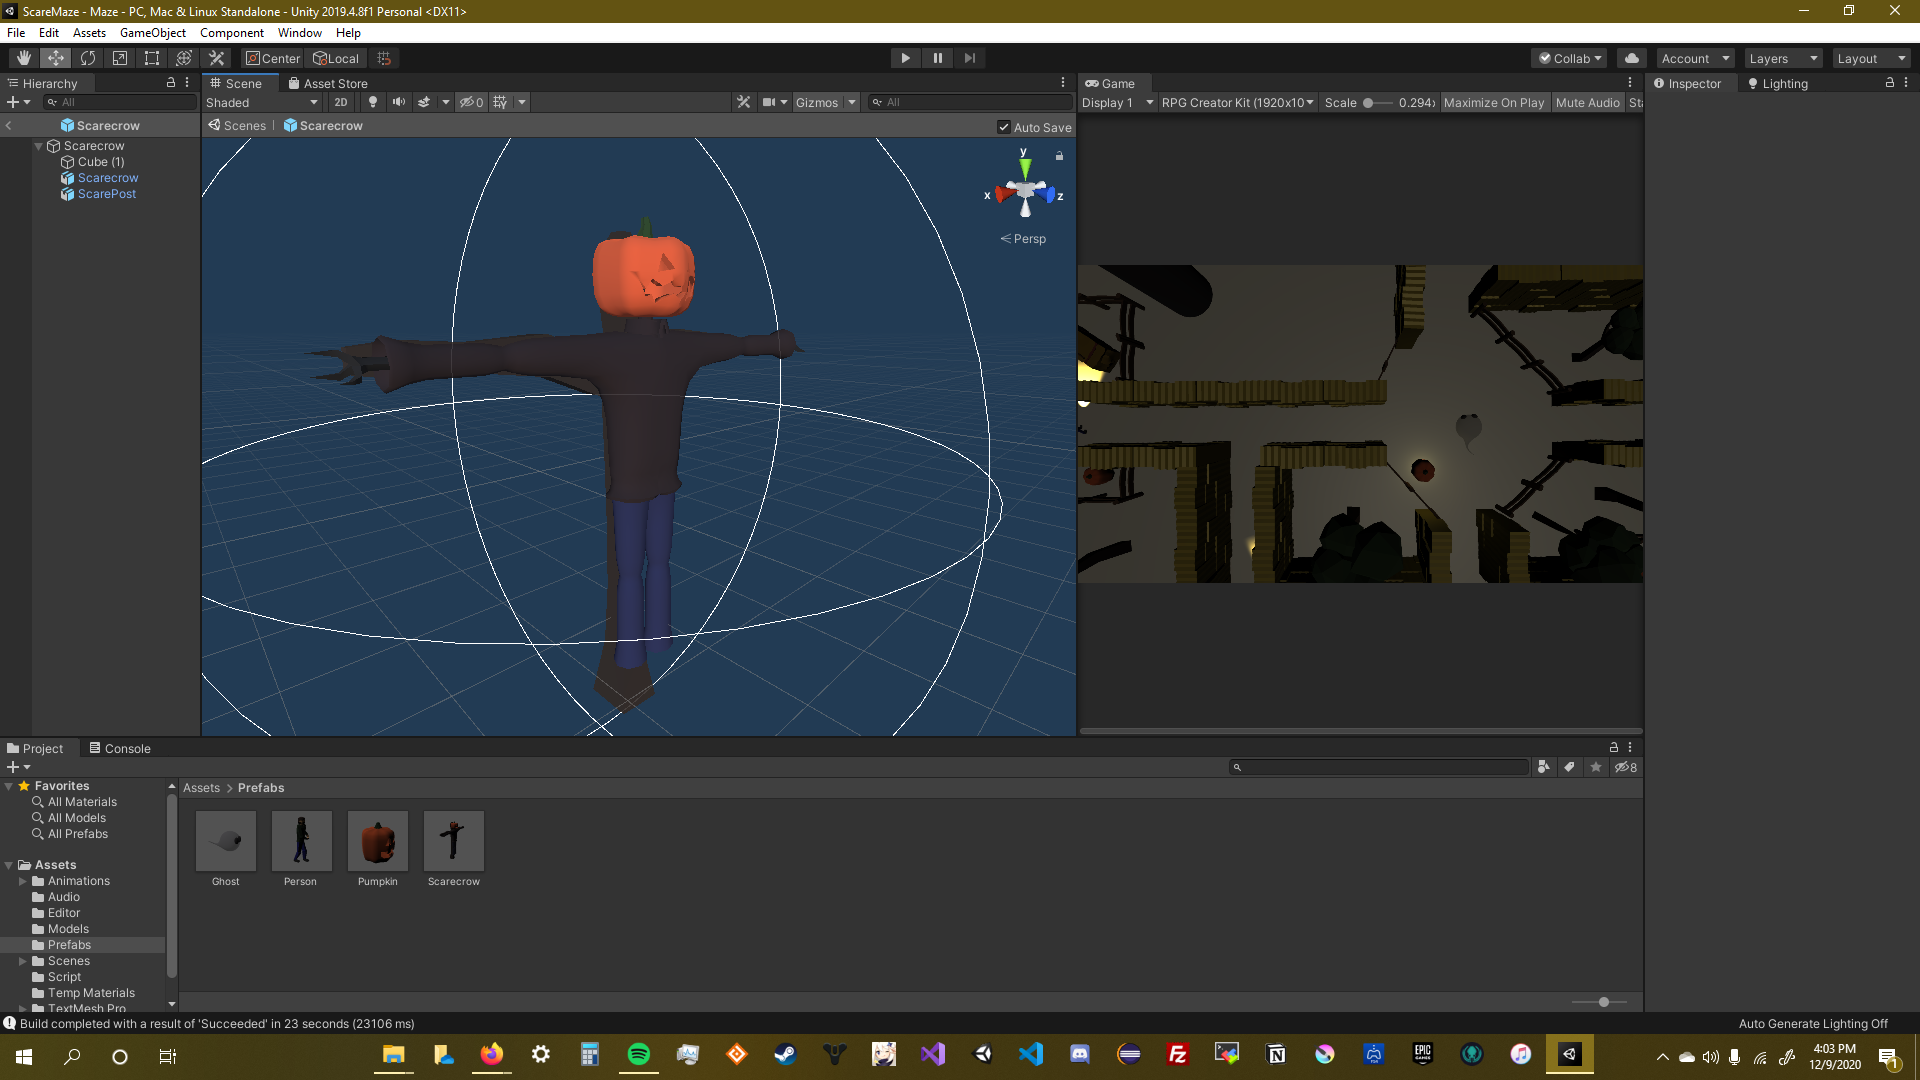 ScareMaze - Maze - PC, Mac & Linux Standalone - Unity 2019.4.8f1 Personal <DX11>
File Edit Assets GameObject Component Window Help
Center Local Collab Account Layers Layout
Hierarchy Scene Asset Store Game Inspector Lighting
All Shaded 2D 0 Gizmos All Display 1 RPG Creator Kit (1920x10 Scale 0.294 Maximize On Play Mute Audio Sta
Scarecrow Scenes | Scarecrow Auto Save
Scarecrow
Cube (1)
Scarecrow
ScarePost
y
x z
Persp
Project Console
8
Favorites
All Materials
All Models
All Prefabs
Assets
Animations
Audio
Editor
Models
Prefabs
Scenes
Script
Temp Materials
TextMesh Pro
Assets > Prefabs
Ghost Person Pumpkin Scarecrow
Build completed with a result of 'Succeeded' in 23 seconds (23106 ms) Auto Generate Lighting Off
4:03 PM
12/9/2020
1